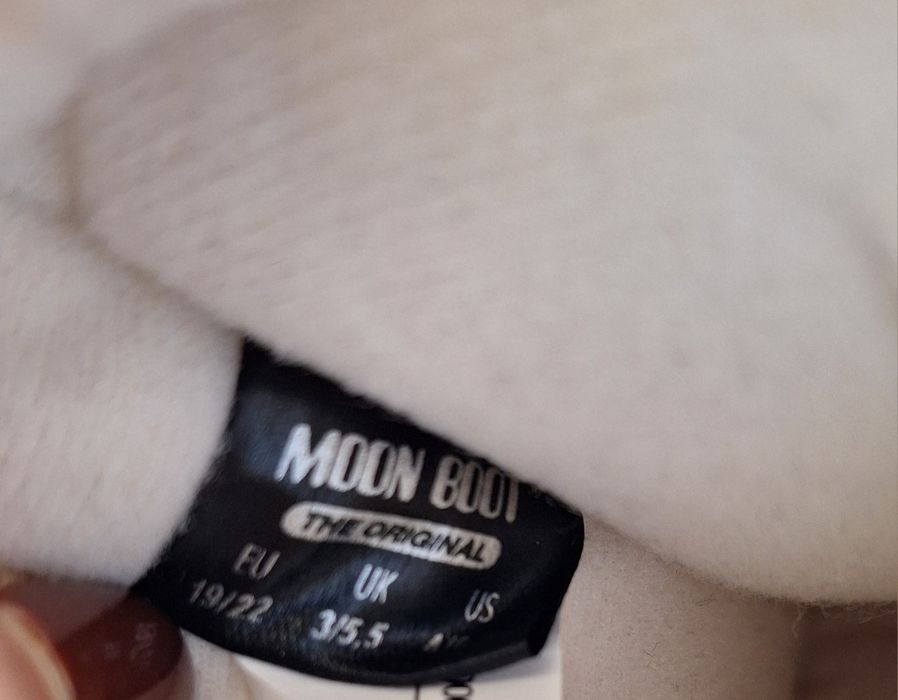 MOON BOOT
THE ORIGINAL
EU UK US
19/22 3/5,5